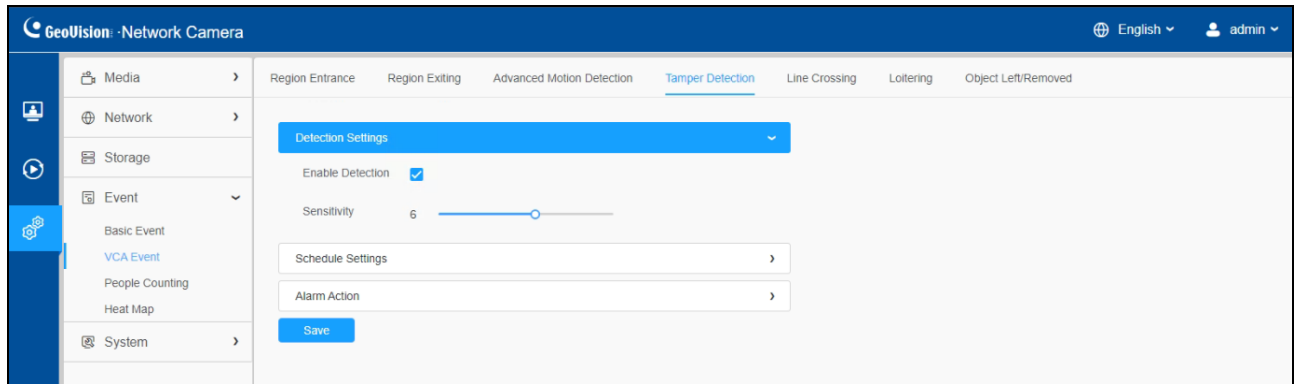 GeoVision: ·Network Camera
English
admin
Media
Network
Storage
Event
Basic Event
VCA Event
People Counting
Heat Map
System
Region Entrance Region Exiting Advanced Motion Detection Tamper Detection Line Crossing Loitering Object Left/Removed
Detection Settings
Enable Detection
Sensitivity 6
Schedule Settings
Alarm Action
Save